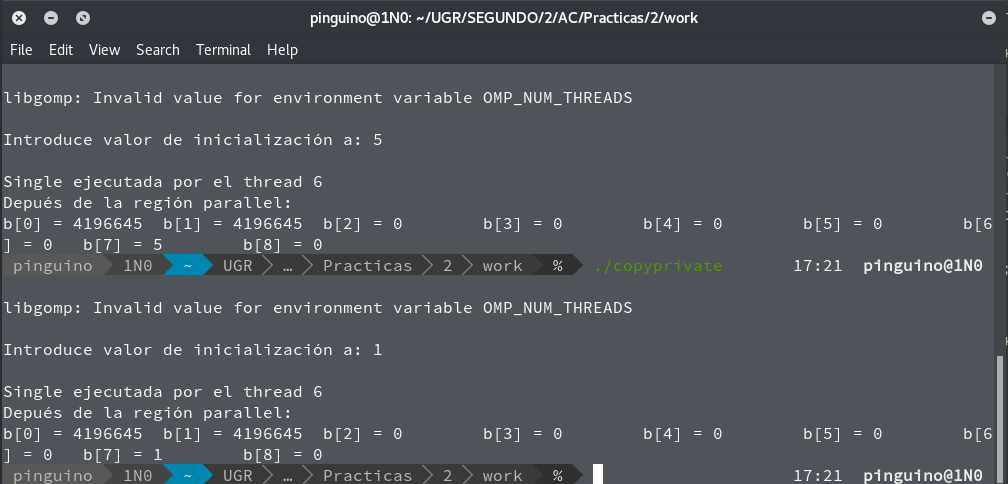 pinguino@1N0: ~/UGR/SEGUNDO/2/AC/Practicas/2/work
File Edit View Search Terminal Help
libgomp: Invalid value for environment variable OMP_NUM_THREADS
Introduce valor de inicialización a: 5
Single ejecutada por el thread 6
Depués de la región parallel:
b[0] = 4196645 b[1] = 4196645 b[2] = 0 b[3] = 0 b[4] = 0 b[5] = 0 b[6
] = 0 b[7] = 5 b[8] = 0
pinguino 1N0 ~ UGR … Practicas 2 work % ./copyprivate 17:21 pinguino@1N0
libgomp: Invalid value for environment variable OMP_NUM_THREADS
Introduce valor de inicialización a: 1
Single ejecutada por el thread 6
Depués de la región parallel:
b[0] = 4196645 b[1] = 4196645 b[2] = 0 b[3] = 0 b[4] = 0 b[5] = 0 b[6
] = 0 b[7] = 1 b[8] = 0
pinguino 1N0 ~ UGR … Practicas 2 work % 17:21 pinguino@1N0